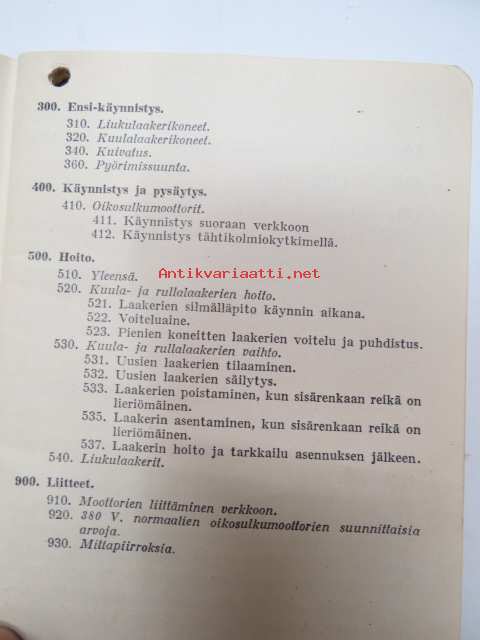 300. Ensi-käynnistys.
310. Liukulaakerikoneet.
320. Kuulalaakerikoneet.
340. Kuivatus.
360. Pyörimissuunta.
400. Käynnistys ja pysäytys.
410. Oikosulkumoottorit.
411. Käynnistys suoraan verkkoon
412. Käynnistys tähtikolmiokytkimellä.
500. Hoito.
510. Yleensä.
Antikvariaatti.net
520. Kuula- ja rullalaakerien hoito.
521. Laakerien silmälläpito käynnin aikana.
522. Voiteluaine.
523. Pienien koneitten laakerien voitelu ja puhdistus.
530. Kuula- ja rullalaakerien vaihto.
531. Uusien laakerien tilaaminen.
532. Uusien laakerien säilytys.
533. Laakerien poistaminen, kun sisärenkaan reikä on
lieriömäinen.
535. Laakerin asentaminen, kun sisärenkaan reikä on
lieriömäinen.
537. Laakerin hoito ja tarkkailu asennuksen jälkeen.
540. Liukulaakerit.
900. Liitteet.
910. Moottorien liittäminen verkkoon.
920. 380 V. normaalien oikosulkumoottorien suunnittaisia
arvoja.
930. Mittapiirroksia.